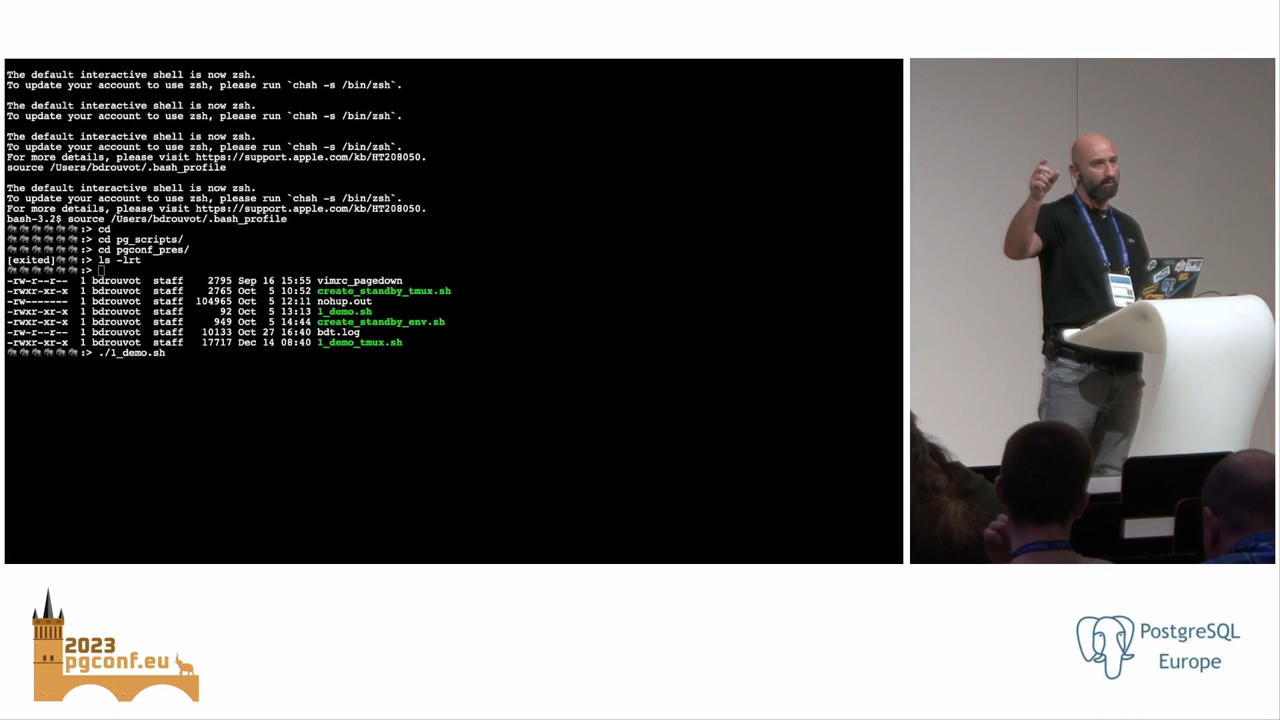 The default interactive shell is now zsh.
To update your account to use zsh, please run `chsh -s /bin/zsh`.
The default interactive shell is now zsh.
To update your account to use zsh, please run `chsh -s /bin/zsh`.
The default interactive shell is now zsh.
To update your account to use zsh, please run `chsh -s /bin/zsh`.
For more details, please visit https://support.apple.com/kb/HT208050.
source /Users/bdrouvot/.bash_profile
The default interactive shell is now zsh.
To update your account to use zsh, please run `chsh -s /bin/zsh`.
For more details, please visit https://support.apple.com/kb/HT208050.
bash-3.2$ source /Users/bdrouvot/.bash_profile
🐘🐘🐘🐘🐘🐘:> cd
🐘🐘🐘🐘🐘🐘:> cd pg_scripts/
🐘🐘🐘🐘🐘🐘:> cd pgconf_pres/
[exited]🐘🐘:> ls -lrt
🐘🐘🐘🐘🐘🐘:>
-rw-r--r-- 1 bdrouvot staff 2795 Sep 16 15:55 vimrc_pagedown
-rwxr-xr-x 1 bdrouvot staff 2765 Oct 5 10:52 create_standby_tmux.sh
-rw------- 1 bdrouvot staff 104965 Oct 5 12:11 nohup.out
-rwxr-xr-x 1 bdrouvot staff 92 Oct 5 13:13 1_demo.sh
-rwxr-xr-x 1 bdrouvot staff 949 Oct 5 14:44 create_standby_env.sh
-rw-r--r-- 1 bdrouvot staff 10133 Oct 27 16:40 bdt.log
-rwxr-xr-x 1 bdrouvot staff 17717 Dec 14 08:40 1_demo_tmux.sh
🐘🐘🐘🐘🐘🐘:> ./1_demo.sh
2023
pgconf.eu
PostgreSQL
Europe